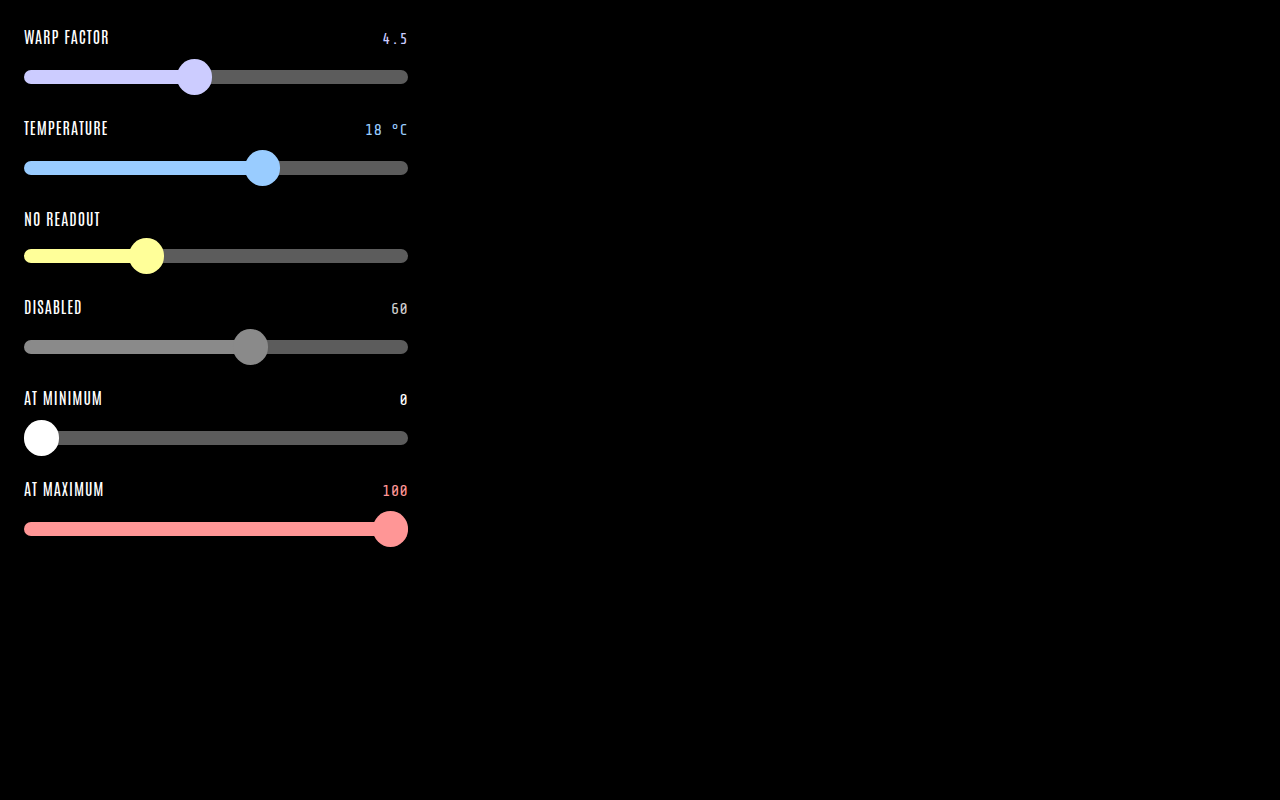 WARP FACTOR 4.5
TEMPERATURE 18 °C
NO READOUT
DISABLED 60
AT MINIMUM 0
AT MAXIMUM 100